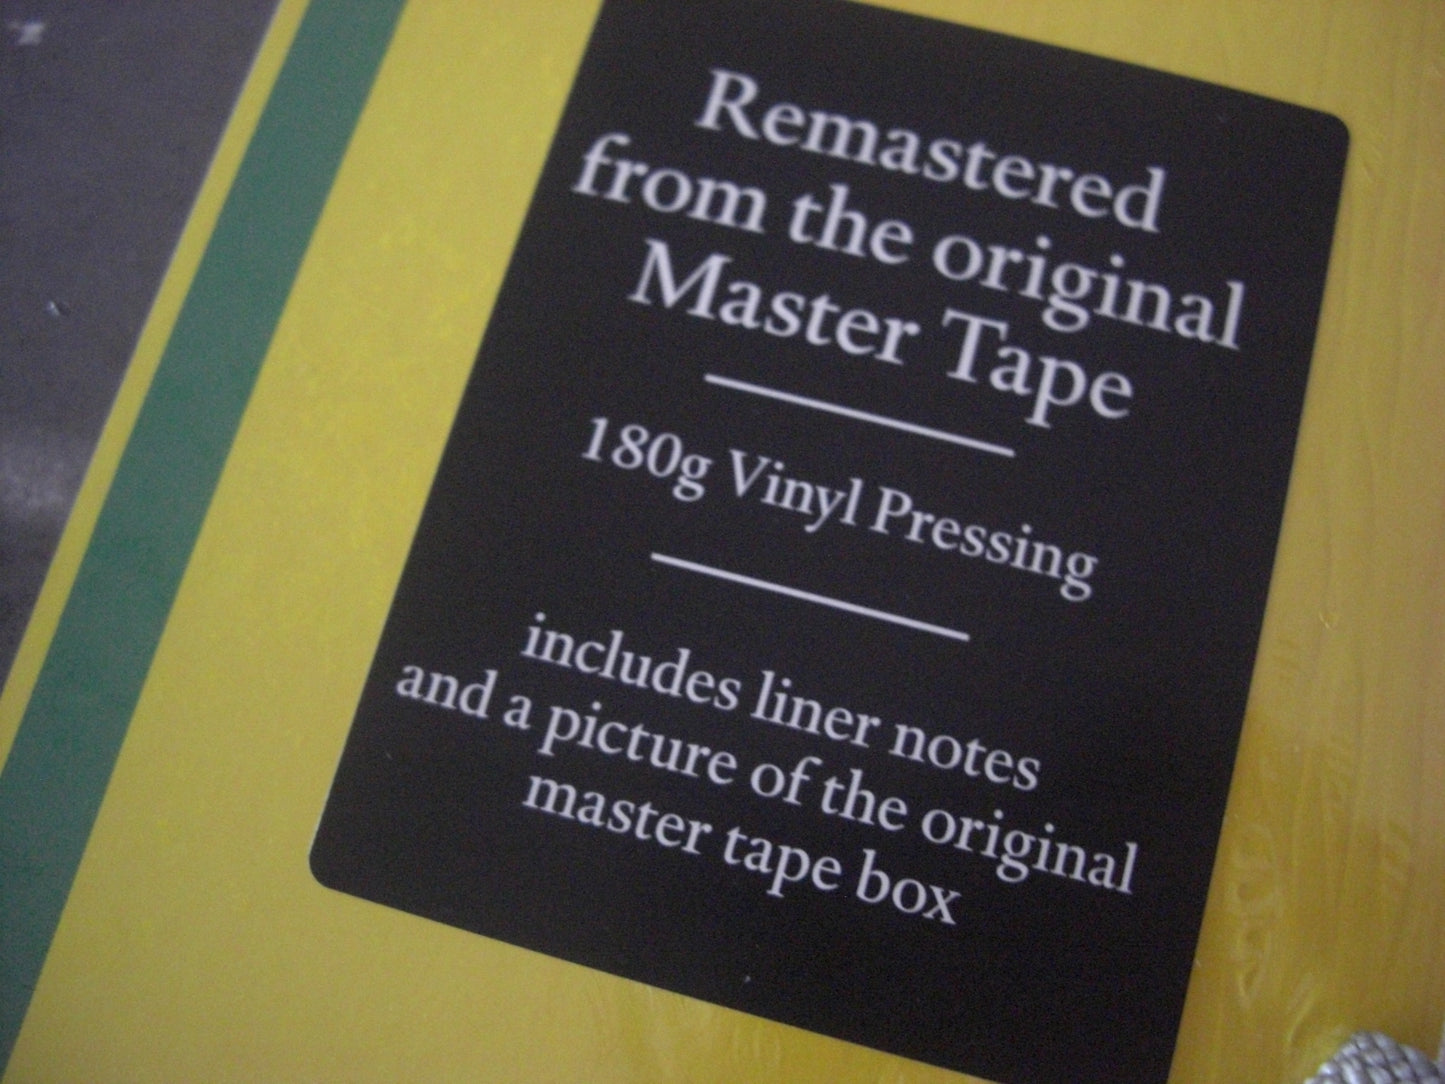 Remastered
from the original
Master Tape
180g Vinyl Pressing
includes liner notes
and a picture of the original
master tape box